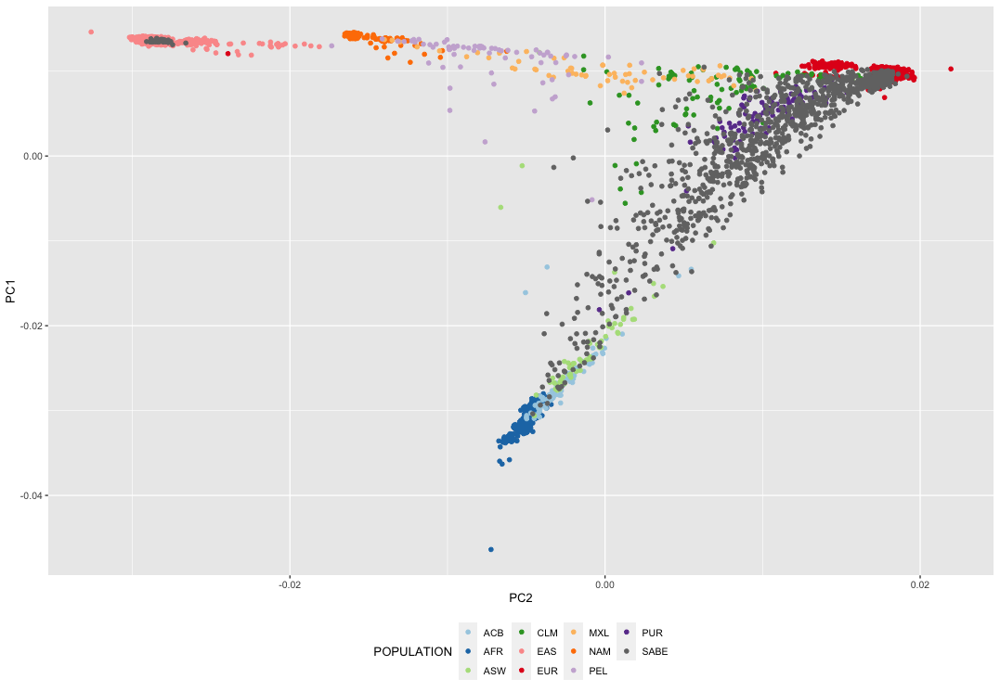 0.00
-0.02
-0.04
PC1
-0.02 0.00 0.02
PC2
POPULATION
ACB CLM MXL PUR
AFR EAS NAM SABE
ASW EUR PEL